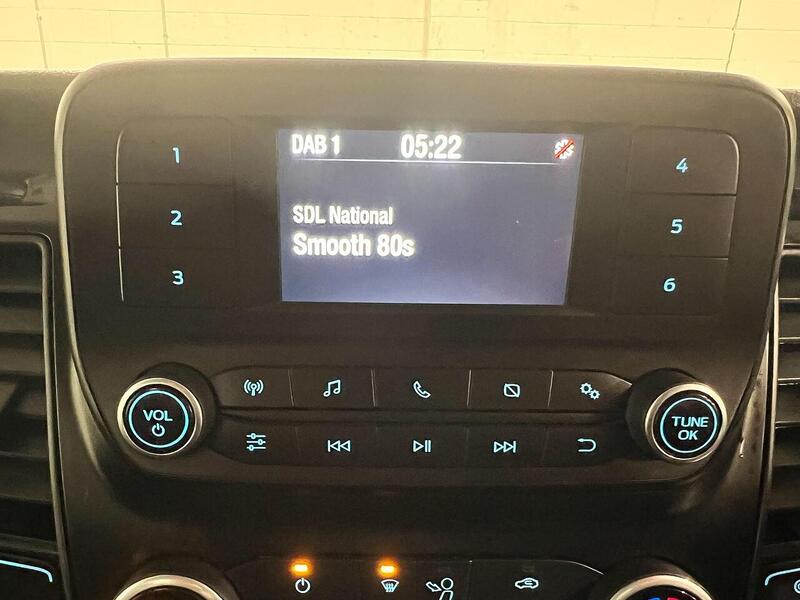 DAB 1 05:22
SDL National
Smooth 80s
1
2
3
4
5
6
VOL
TUNE
OK